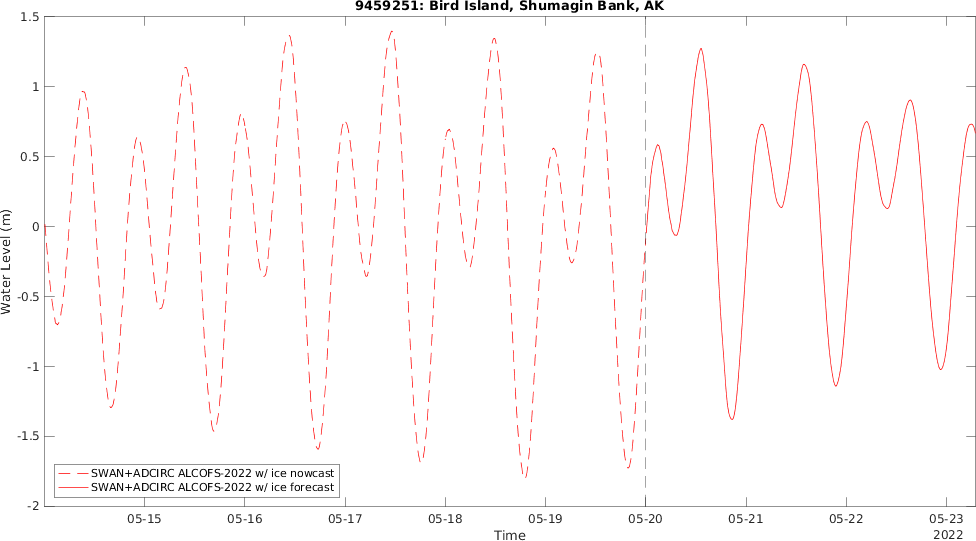 9459251: Bird Island, Shumagin Bank, AK
1.5
1
0.5
0
-0.5
-1
-1.5
-2
Water Level (m)
SWAN+ADCIRC ALCOFS-2022 w/ ice nowcast
SWAN+ADCIRC ALCOFS-2022 w/ ice forecast
05-15 05-16 05-17 05-18 05-19 05-20 05-21 05-22 05-23
Time 2022